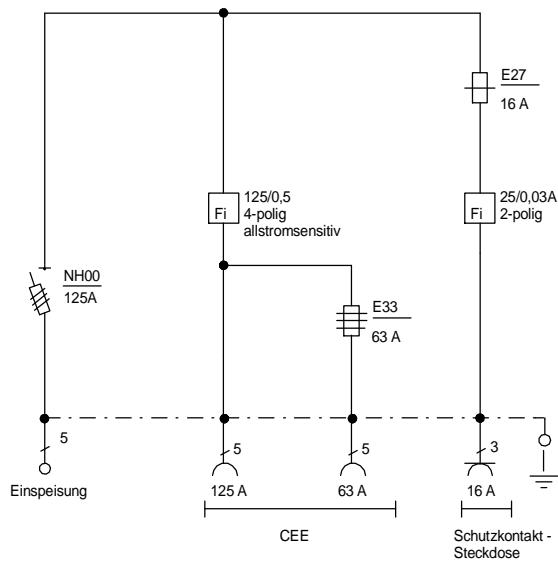 E27
16 A
125/0,5
4-polig
allstromsensitiv
Fi
25/0,03A
2-polig
Fi
NH00
125A
E33
63 A
5
5
5
3
Einspeisung
125 A
63 A
16 A
CEE
Schutzkontakt -
Steckdose